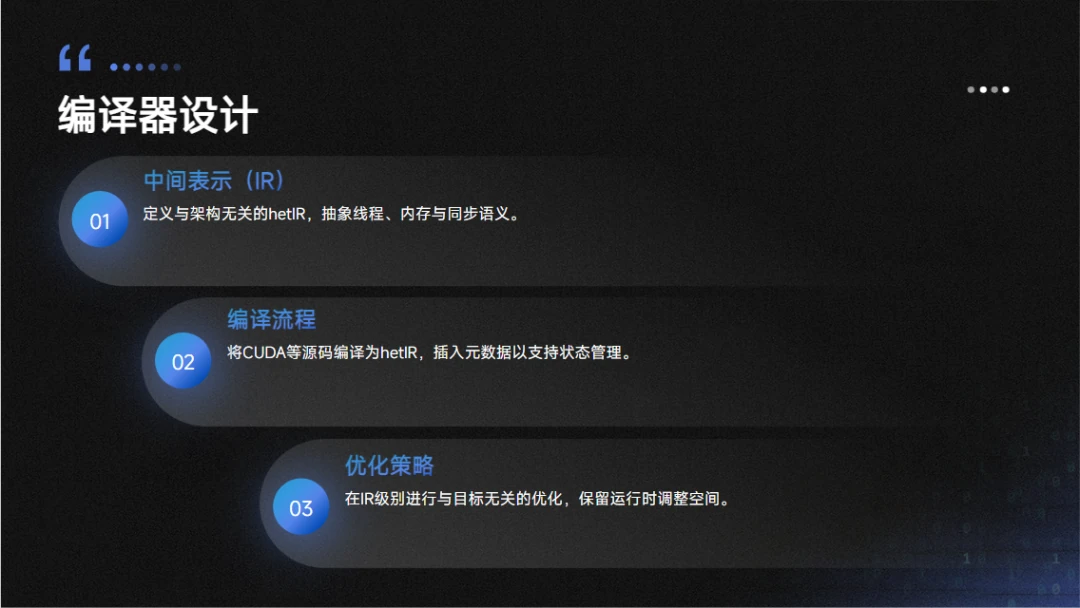 编译器设计
01
中间表示（IR）
定义与架构无关的hetIR，抽象线程、内存与同步语义。
02
编译流程
将CUDA等源码编译为hetIR，插入元数据以支持状态管理。
03
优化策略
在IR级别进行与目标无关的优化，保留运行时调整空间。